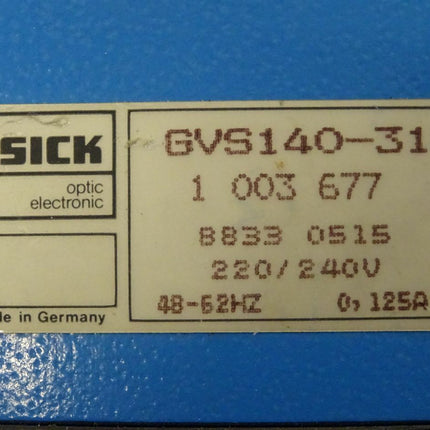 SICK
optic
electronic
de in Germany
GVS140-31
1 003 677
8833 0515
220/240V
48-62HZ 0,125A